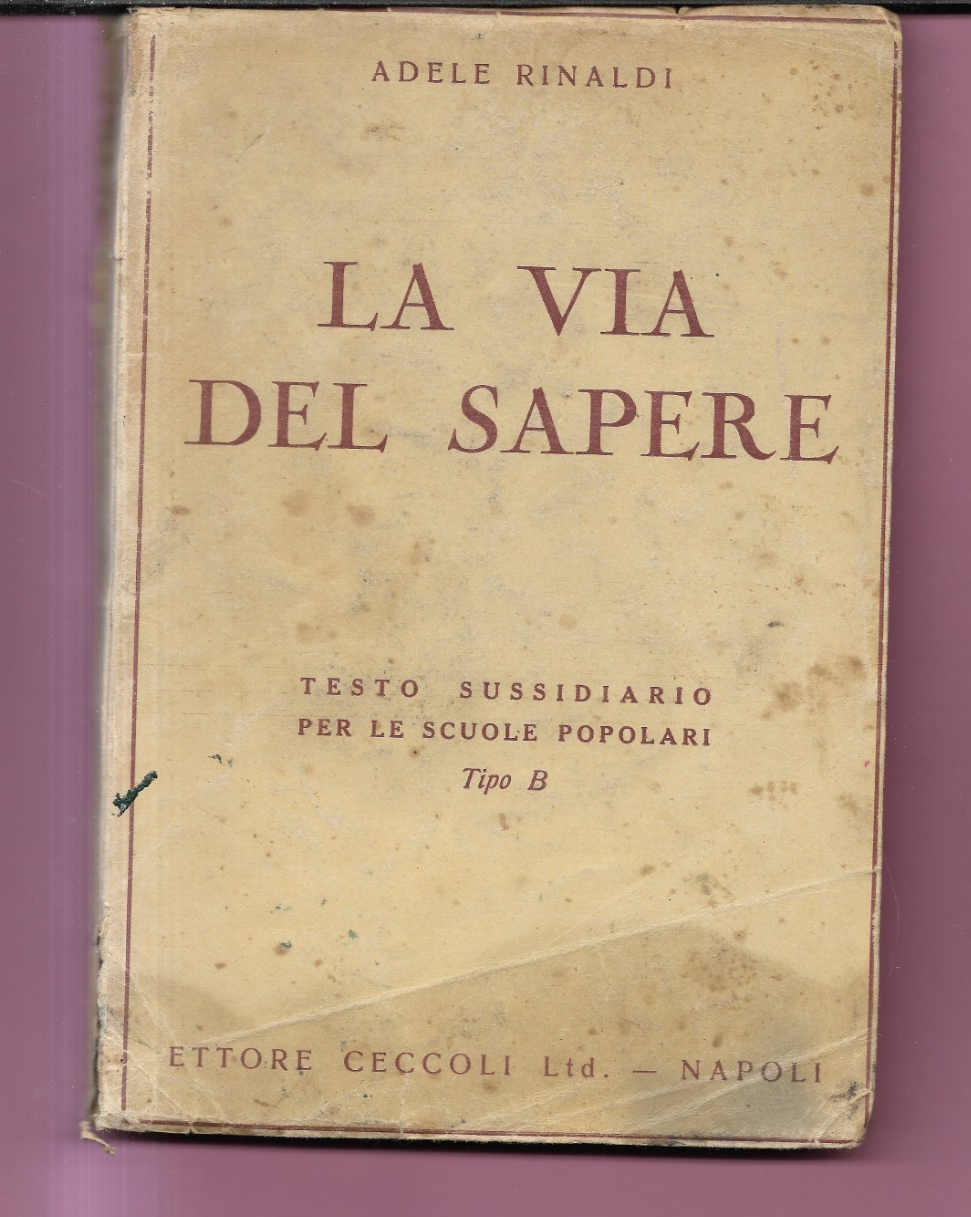 ADELE RINALDI
LA VIA
DEL SAPERE
TESTO SUSSIDIARIO
PER LE SCUOLE POPOLARI
Tipo B
ETTORE CECCOLI Ltd. — NAPOLI